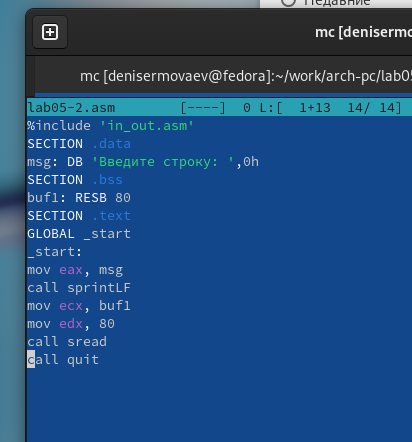 Недавние
mc [denisermo
mc [denisermovaev@fedora]:~/work/arch-pc/lab05
lab05-2.asm [----] 0 L:[ 1+13 14/ 14]
%include 'in_out.asm'
SECTION .data
msg: DB 'Введите строку: ',0h
SECTION .bss
buf1: RESB 80
SECTION .text
GLOBAL _start
_start:
mov eax, msg
call sprintLF
mov ecx, buf1
mov edx, 80
call sread
call quit